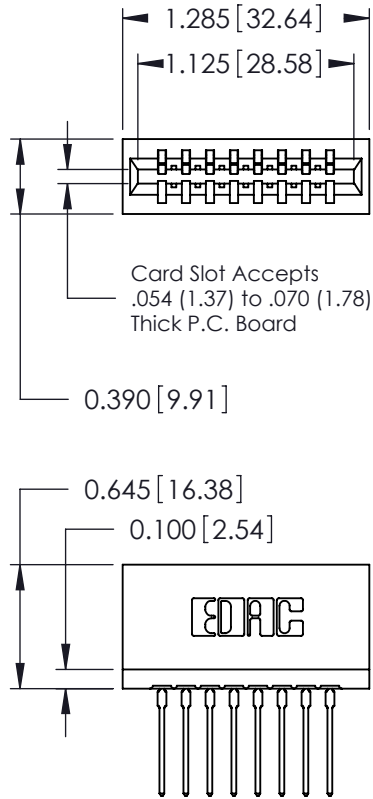 1.285 [32.64]
1.125 [28.58]
Card Slot Accepts
.054 (1.37) to .070 (1.78)
Thick P.C. Board
0.390 [9.91]
0.645 [16.38]
0.100 [2.54]
EDAC